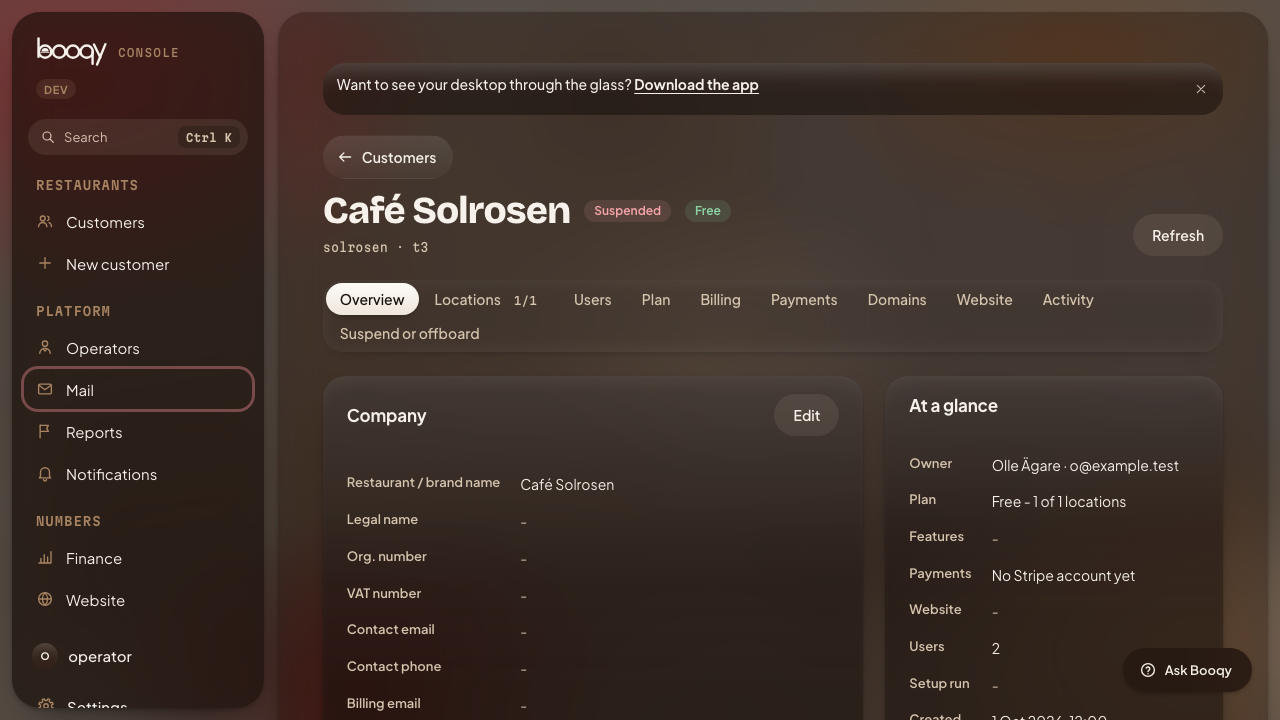 booqy CONSOLE
DEV
Search Ctrl K
RESTAURANTS
Customers
New customer
PLATFORM
Operators
Mail
Reports
Notifications
NUMBERS
Finance
Website
operator
Settings
Want to see your desktop through the glass? Download the app
Customers
Café Solrosen Suspended Free
solrosen · t3
Refresh
Overview Locations 1/1 Users Plan Billing Payments Domains Website Activity
Suspend or offboard
Company Edit
Restaurant / brand name Café Solrosen
Legal name -
Org. number -
VAT number -
Contact email -
Contact phone -
Billing email -
At a glance
Owner Olle Ägare · o@example.test
Plan Free - 1 of 1 locations
Features -
Payments No Stripe account yet
Website -
Users 2
Setup run -
Created 1 Oct 2026, 12:00
Ask Booqy